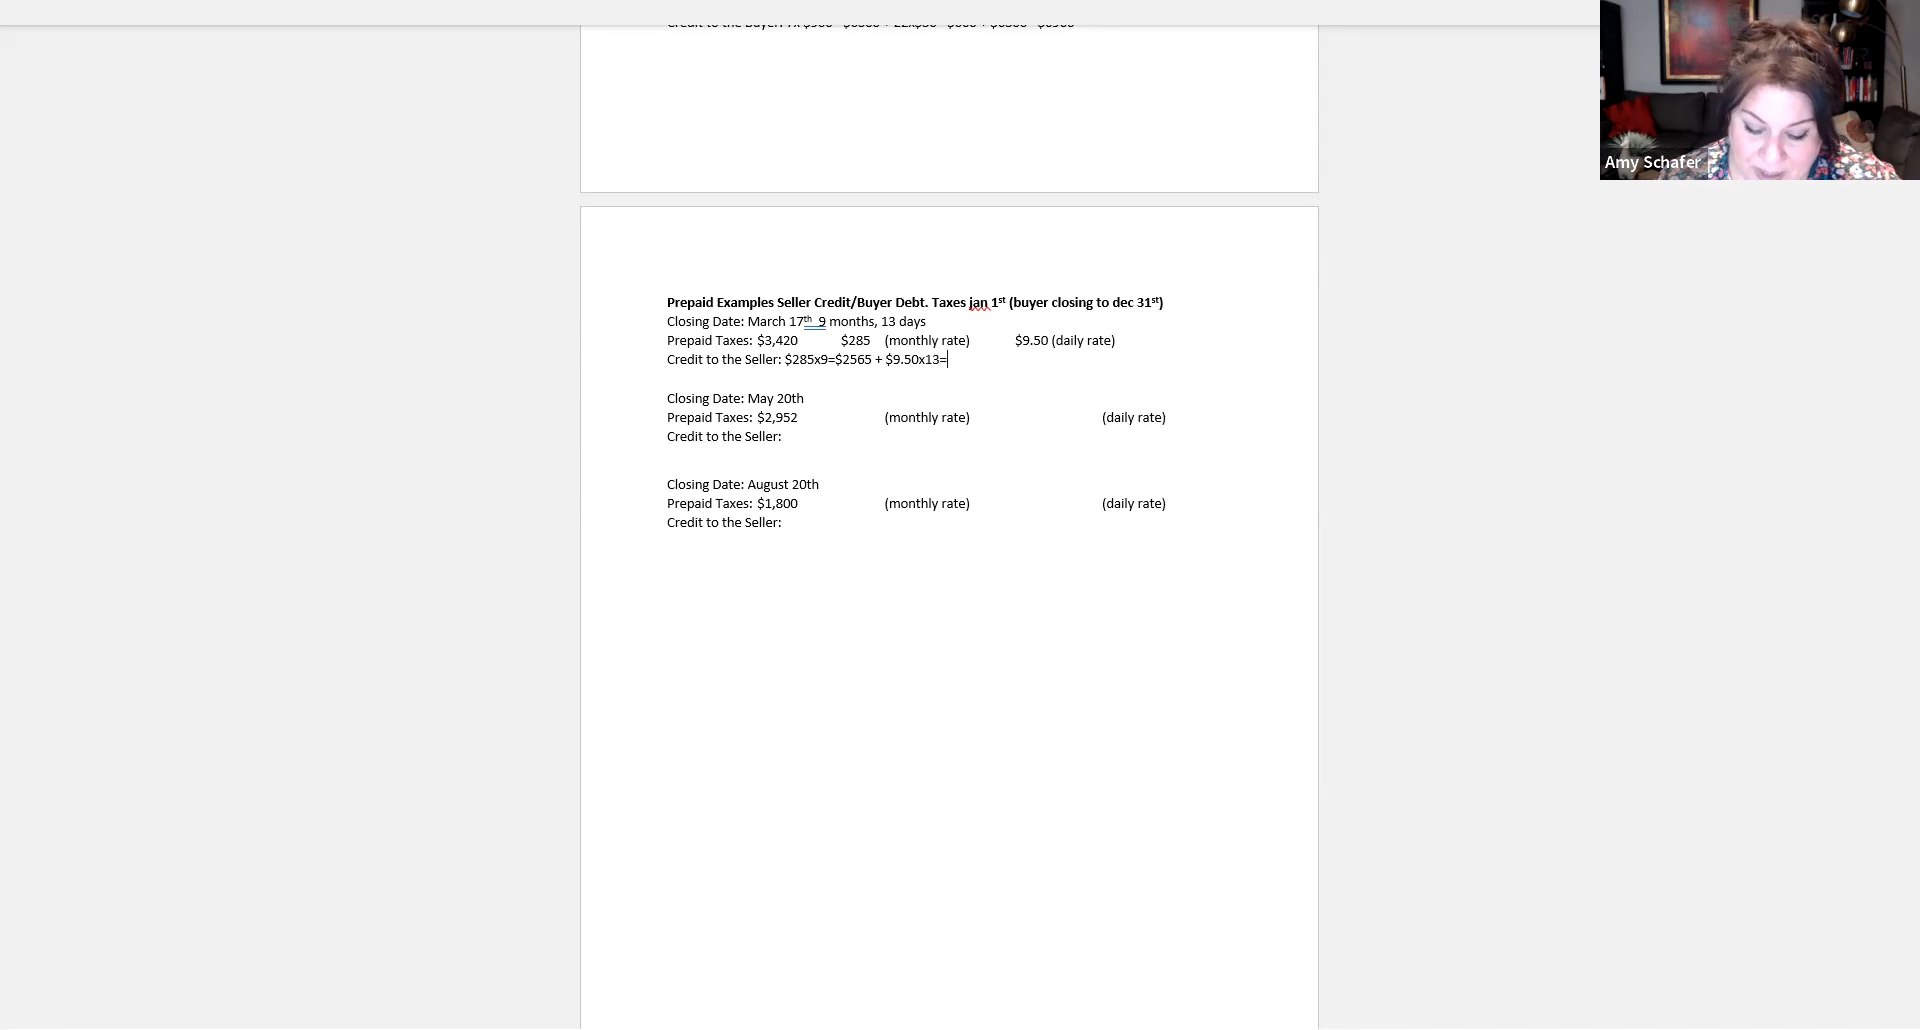 Prepaid Examples Seller Credit/Buyer Debt. Taxes jan 1st (buyer closing to dec 31st)
Closing Date: March 17th 9 months, 13 days
Prepaid Taxes: $3,420 $285 (monthly rate) $9.50 (daily rate)
Credit to the Seller: $285x9=$2565 + $9.50x13=
Closing Date: May 20th
Prepaid Taxes: $2,952 (monthly rate) (daily rate)
Credit to the Seller:
Closing Date: August 20th
Prepaid Taxes: $1,800 (monthly rate) (daily rate)
Credit to the Seller:
Amy Schafer